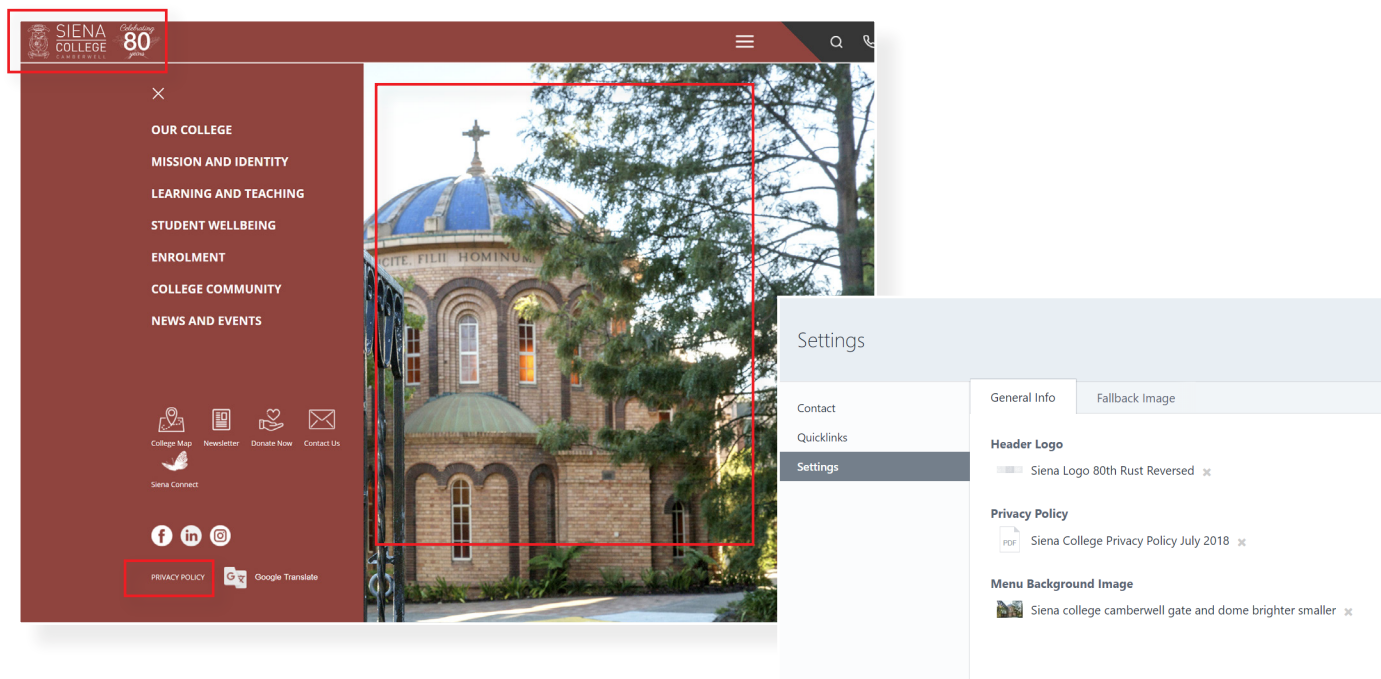 SIENA
COLLEGE
CAMBERWELL
Celebrating
80
years
OUR COLLEGE
MISSION AND IDENTITY
LEARNING AND TEACHING
STUDENT WELLBEING
ENROLMENT
COLLEGE COMMUNITY
NEWS AND EVENTS
College Map Newsletter Donate Now Contact Us
Siena Connect
PRIVACY POLICY Google Translate
CITE, FILII HOMINUM
Settings
Contact
Quicklinks
Settings
General Info Fallback Image
Header Logo
Siena Logo 80th Rust Reversed
Privacy Policy
PDF Siena College Privacy Policy July 2018
Menu Background Image
Siena college camberwell gate and dome brighter smaller